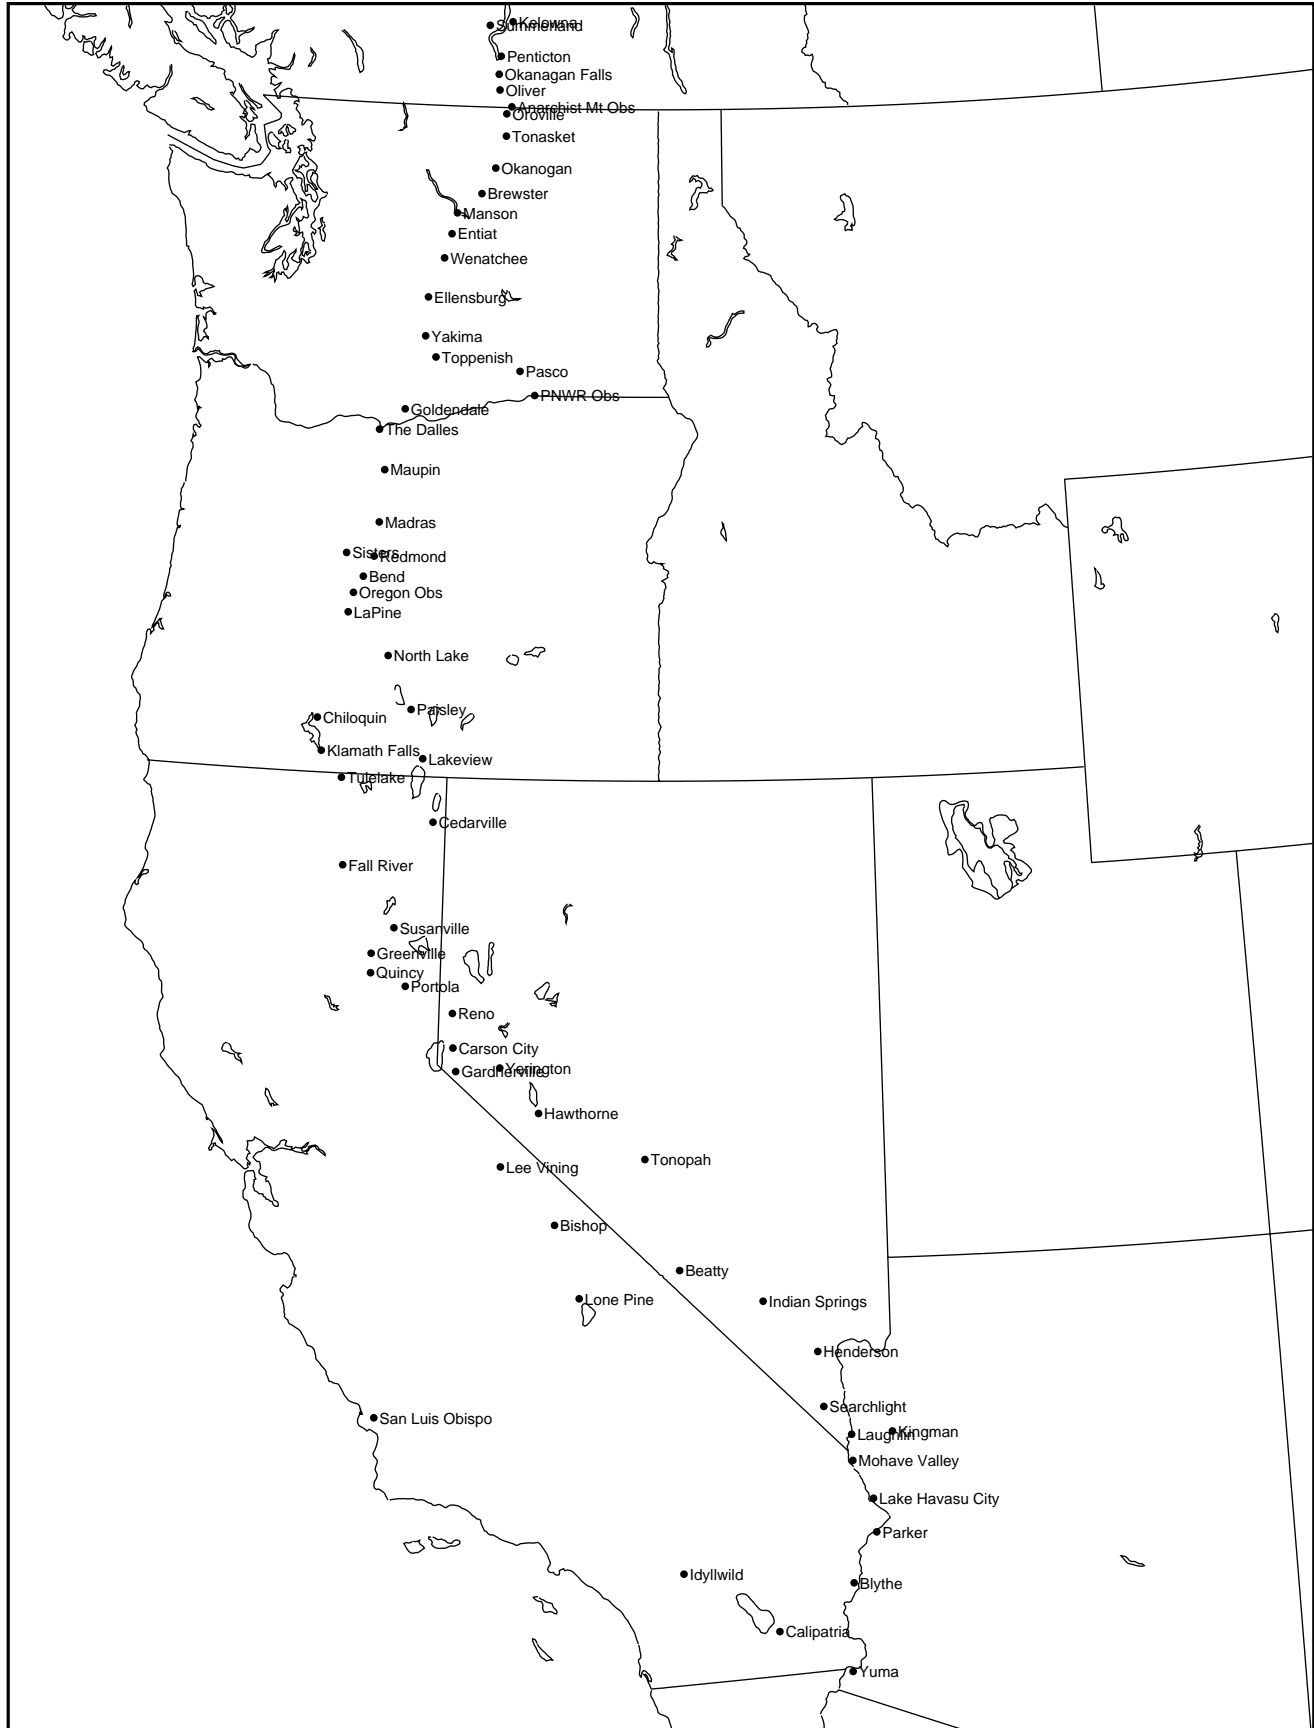 Kelowna
Summerland
Penticton
Okanagan Falls
Oliver
Anarchist Mt Obs
Oroville
Tonasket
Okanogan
Brewster
Manson
Entiat
Wenatchee
Ellensburg
Yakima
Toppenish
Pasco
PNWR Obs
Goldendale
The Dalles
Maupin
Madras
Sisters
Redmond
Bend
Oregon Obs
LaPine
North Lake
Paisley
Chiloquin
Klamath Falls
Lakeview
Tulelake
Cedarville
Fall River
Susanville
Greenville
Quincy
Portola
Reno
Carson City
Yerington
Gardnerville
Hawthorne
Tonopah
Lee Vining
Bishop
Beatty
Lone Pine
Indian Springs
Henderson
Searchlight
San Luis Obispo
Kingman
Laughlin
Mohave Valley
Lake Havasu City
Parker
Idyllwild
Blythe
Calipatria
Yuma